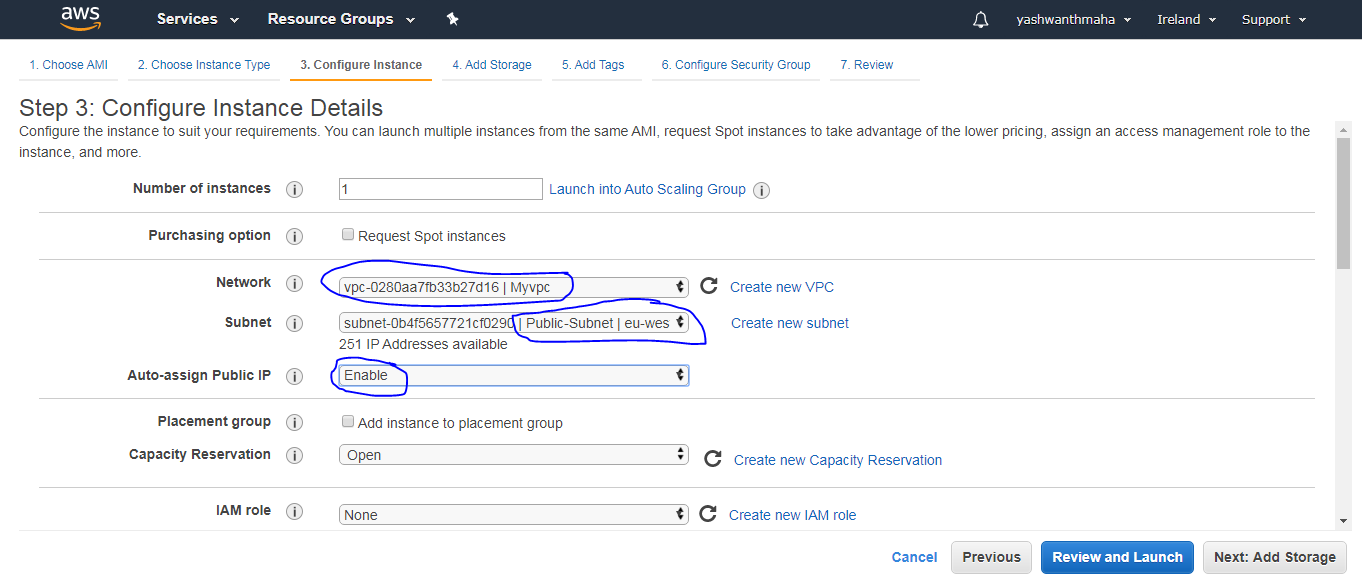 aws Services Resource Groups yashwanthmaha Ireland Support
1. Choose AMI 2. Choose Instance Type 3. Configure Instance 4. Add Storage 5. Add Tags 6. Configure Security Group 7. Review
Step 3: Configure Instance Details
Configure the instance to suit your requirements. You can launch multiple instances from the same AMI, request Spot instances to take advantage of the lower pricing, assign an access management role to the
instance, and more.
Number of instances i 1 Launch into Auto Scaling Group i
Purchasing option i Request Spot instances
Network i vpc-0280aa7fb33b27d16 | Myvpc Create new VPC
Subnet i subnet-0b4f5657721cf0290 | Public-Subnet | eu-wes Create new subnet
251 IP Addresses available
Auto-assign Public IP i Enable
Placement group i Add instance to placement group
Capacity Reservation i Open Create new Capacity Reservation
IAM role i None Create new IAM role
Cancel Previous Review and Launch Next: Add Storage